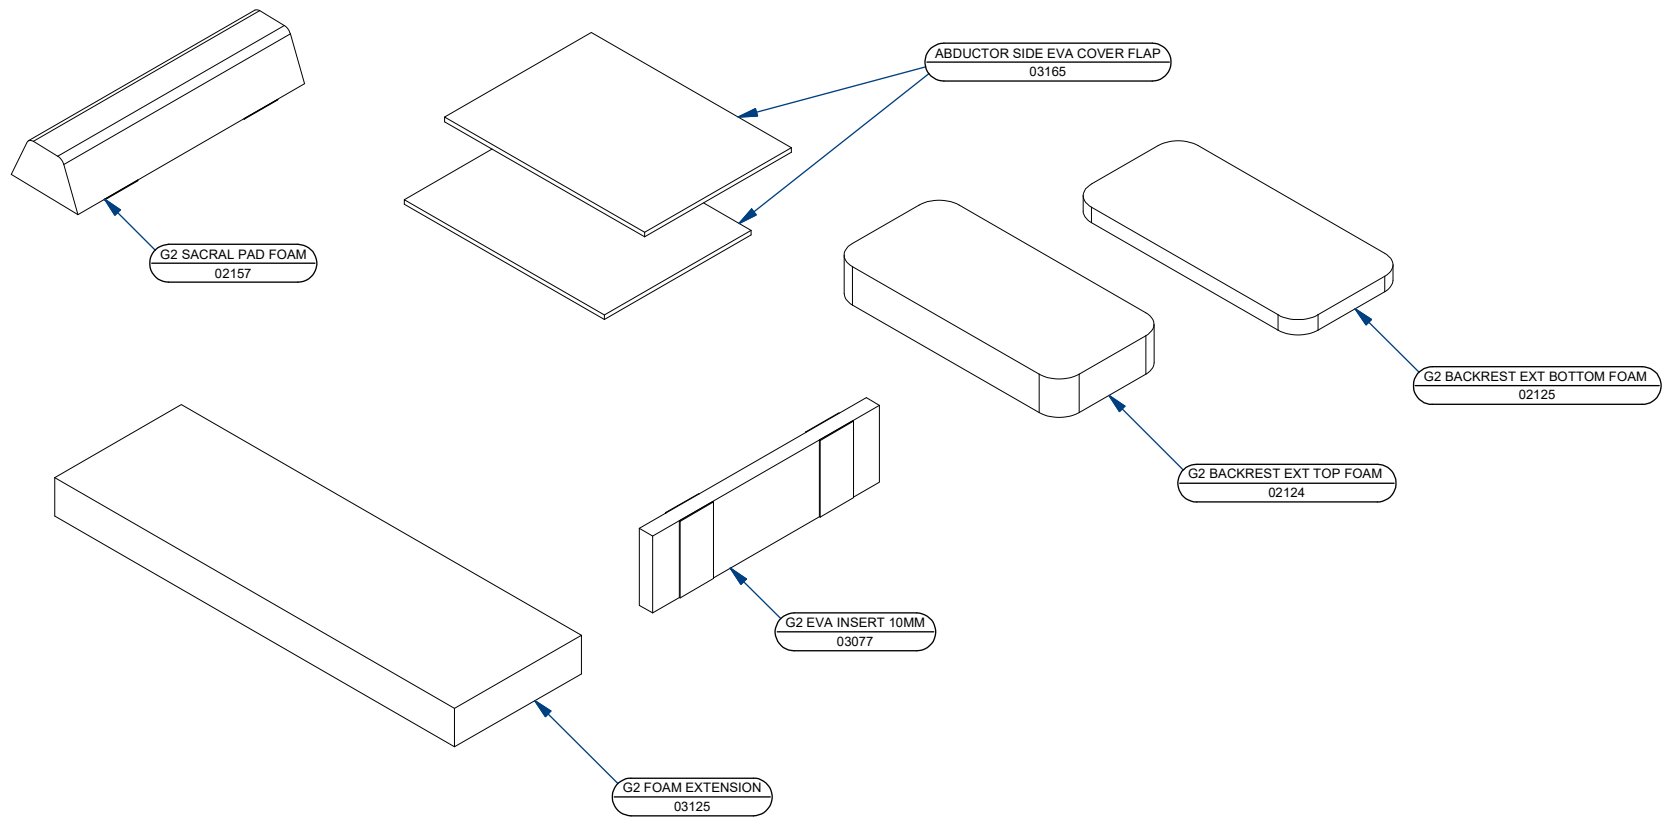 ABDUCTOR SIDE EVA COVER FLAP
03165
G2 SACRAL PAD FOAM
02157
G2 BACKREST EXT BOTTOM FOAM
02125
G2 BACKREST EXT TOP FOAM
02124
G2 EVA INSERT 10MM
03077
G2 FOAM EXTENSION
03125